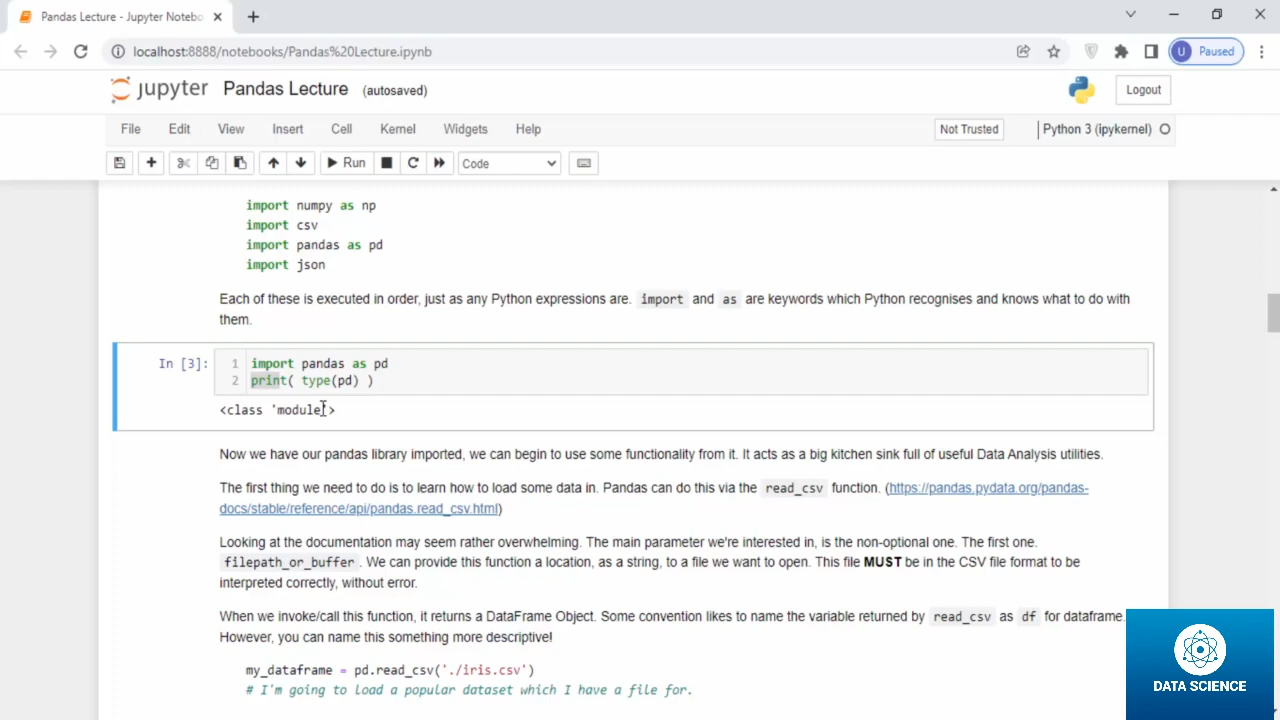 Pandas Lecture - Jupyter Notebo
localhost:8888/notebooks/Pandas%20Lecture.ipynb
U Paused
jupyter Pandas Lecture (autosaved)
Logout
File Edit View Insert Cell Kernel Widgets Help
Not Trusted Python 3 (ipykernel)
Run Code
import numpy as np
import csv
import pandas as pd
import json
Each of these is executed in order, just as any Python expressions are. import and as are keywords which Python recognises and knows what to do with
them.
In [3]: 1 import pandas as pd
2 print( type(pd) )
<class 'module'>
Now we have our pandas library imported, we can begin to use some functionality from it. It acts as a big kitchen sink full of useful Data Analysis utilities.
The first thing we need to do is to learn how to load some data in. Pandas can do this via the read_csv function. (https://pandas.pydata.org/pandas-
docs/stable/reference/api/pandas.read_csv.html)
Looking at the documentation may seem rather overwhelming. The main parameter we're interested in, is the non-optional one. The first one.
filepath_or_buffer . We can provide this function a location, as a string, to a file we want to open. This file MUST be in the CSV file format to be
interpreted correctly, without error.
When we invoke/call this function, it returns a DataFrame Object. Some convention likes to name the variable returned by read_csv as df for dataframe.
However, you can name this something more descriptive!
my_dataframe = pd.read_csv('./iris.csv')
# I'm going to load a popular dataset which I have a file for.
DATA SCIENCE